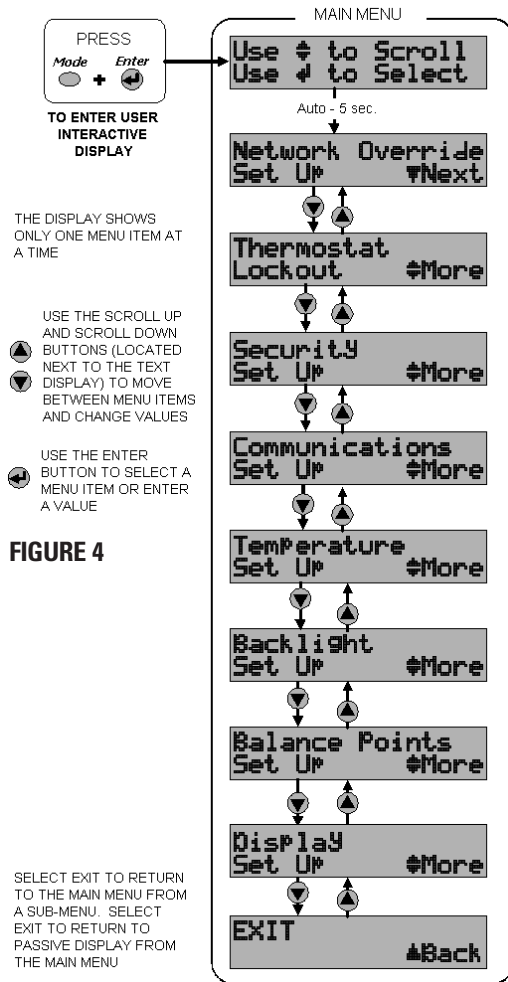 MAIN MENU
PRESS
Mode + Enter
TO ENTER USER
INTERACTIVE
DISPLAY
Use to Scroll
Use to Select
Auto - 5 sec.
Network Override
Set Up ▼Next
THE DISPLAY SHOWS
ONLY ONE MENU ITEM AT
A TIME
Thermostat
Lockout More
USE THE SCROLL UP
AND SCROLL DOWN
BUTTONS (LOCATED
NEXT TO THE TEXT
DISPLAY) TO MOVE
BETWEEN MENU ITEMS
AND CHANGE VALUES
Security
Set Up More
USE THE ENTER
BUTTON TO SELECT A
MENU ITEM OR ENTER
A VALUE
Communications
Set Up More
FIGURE 4
Temperature
Set Up More
Backlight
Set Up More
Balance Points
Set Up More
Display
Set Up More
SELECT EXIT TO RETURN
TO THE MAIN MENU FROM
A SUB-MENU. SELECT
EXIT TO RETURN TO
PASSIVE DISPLAY FROM
THE MAIN MENU
EXIT
▲Back